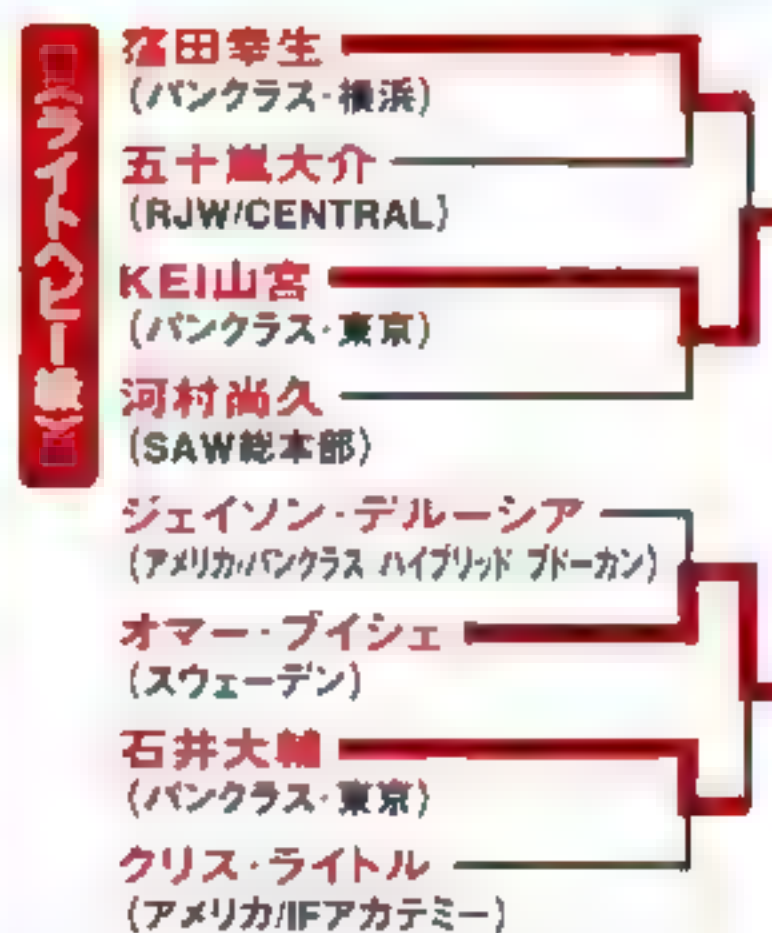 ライトヘビー級
窪田幸生
(パンクラス・横浜)
五十嵐大介
(RJW/CENTRAL)
KEI山宮
(パンクラス・東京)
河村尚久
(SAW総本部)
ジェイソン・デルーシア
(アメリカ/パンクラス ハイブリッド ブドーカン)
オマー・ブイシェ
(スウェーデン)
石井大輔
(パンクラス・東京)
クリス・ライトル
(アメリカ/IFアカデミー)